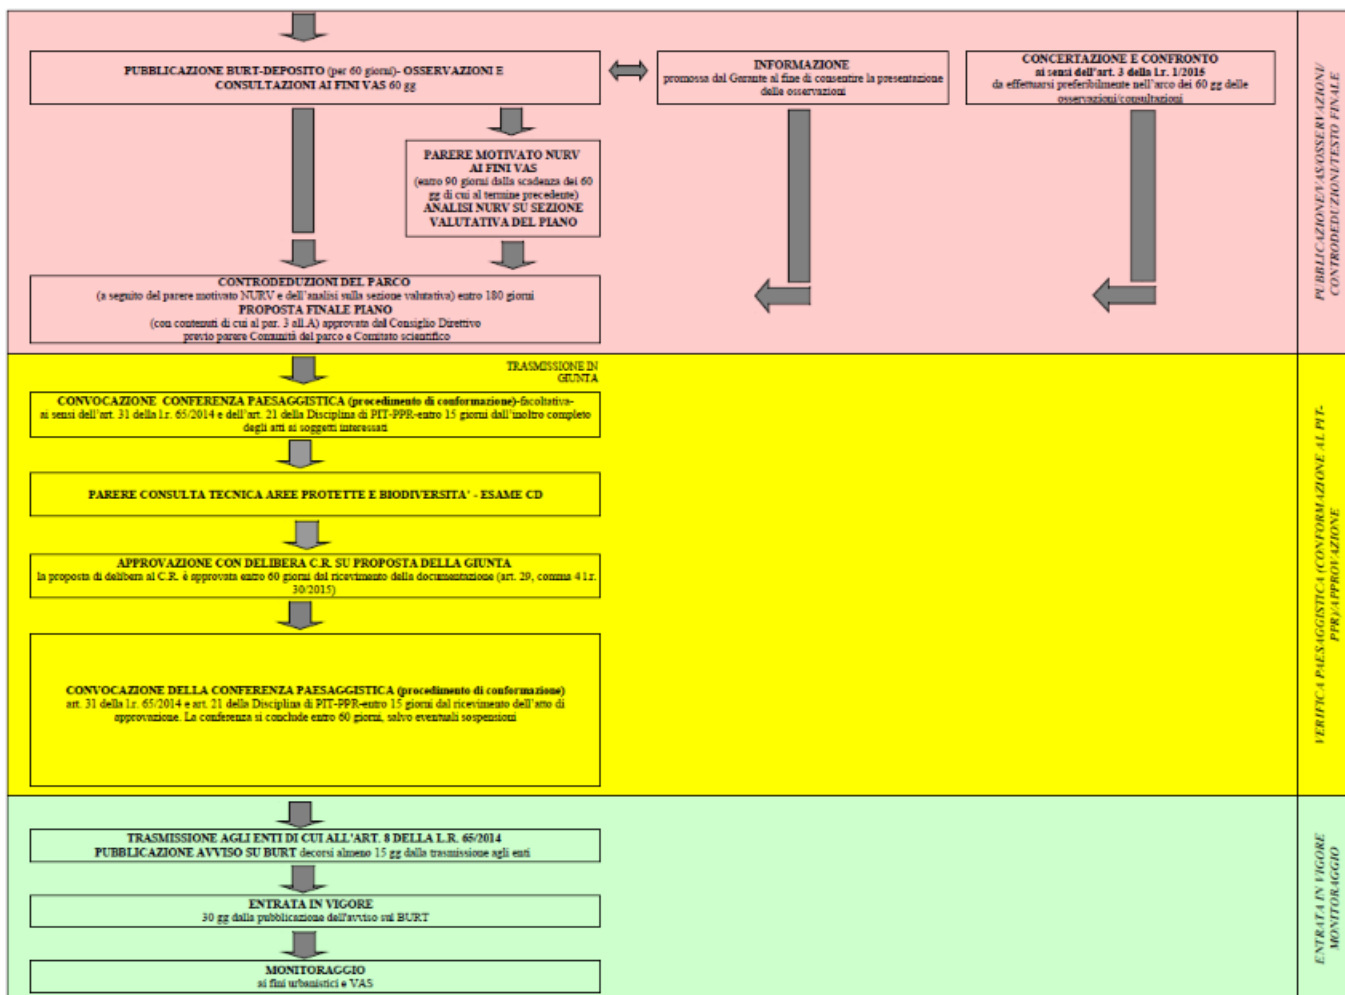 PUBBLICAZIONE BURT-DEPOSITO (per 60 giorni)- OSSERVAZIONI E
CONSULTAZIONI AI FINI VAS 60 gg
INFORMAZIONE
promossa dal Garante al fine di consentire la presentazione
delle osservazioni
CONCERTAZIONE E CONFRONTO
ai sensi dell'art. 3 della l.r. 1/2015
da effettuarsi preferibilmente nell'arco dei 60 gg delle
osservazioni/consultazioni
PARERE MOTIVATO NURV
AI FINI VAS
(entro 90 giorni dalla scadenza dei 60
gg di cui al termine precedente)
ANALISI NURV SU SEZIONE
VALUTATIVA DEL PIANO
CONTRODEDUZIONI DEL PARCO
(a seguito del parere motivato NURV e dell'analisi sulla sezione valutativa) entro 180 giorni
PROPOSTA FINALE PIANO
(con contenuti di cui al par. 3 all.A) approvata dal Consiglio Direttivo
previo parere Comunità del parco e Comitato scientifico
PUBBLICAZIONE/VAS/OSSERVAZIONI/
CONTRODEDUZIONI/TESTO FINALE
TRASMISSIONE IN
GIUNTA
CONVOCAZIONE CONFERENZA PAESAGGISTICA (procedimento di conformazione)-facoltativa-
ai sensi dell'art. 31 della l.r. 65/2014 e dell'art. 21 della Disciplina di PIT-PPR-entro 15 giorni dall'inoltro completo
degli atti ai soggetti interessati
PARERE CONSULTA TECNICA AREE PROTETTE E BIODIVERSITA' - ESAME CD
APPROVAZIONE CON DELIBERA C.R. SU PROPOSTA DELLA GIUNTA
la proposta di delibera al C.R. è approvata entro 60 giorni dal ricevimento della documentazione (art. 29, comma 4 l.r.
30/2015)
CONVOCAZIONE DELLA CONFERENZA PAESAGGISTICA (procedimento di conformazione)
art. 31 della l.r. 65/2014 e art. 21 della Disciplina di PIT-PPR-entro 15 giorni dal ricevimento dell'atto di
approvazione. La conferenza si conclude entro 60 giorni, salvo eventuali sospensioni
VERIFICA PAESAGGISTICA (CONFORMAZIONE AL PIT-
PPR)/APPROVAZIONE
TRASMISSIONE AGLI ENTI DI CUI ALL'ART. 8 DELLA L.R. 65/2014
PUBBLICAZIONE AVVISO SU BURT decorsi almeno 15 gg dalla trasmissione agli enti
ENTRATA IN VIGORE
30 gg dalla pubblicazione dell'avviso sul BURT
MONITORAGGIO
ai fini urbanistici e VAS
ENTRATA IN VIGORE
MONITORAGGIO